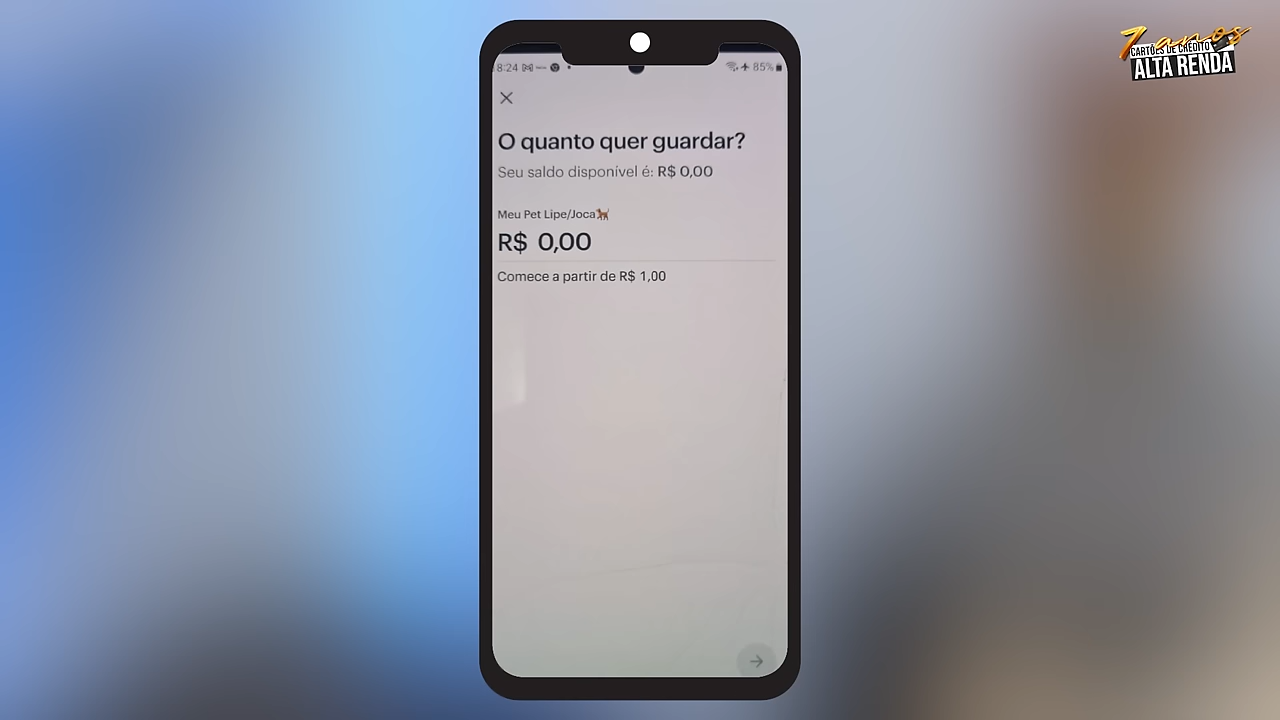 7 anos
CARTÕES DE CRÉDITO
ALTA RENDA
8:24
85%
O quanto quer guardar?
Seu saldo disponível é: R$ 0,00
Meu Pet Lipe/Joca🐕
R$ 0,00
Comece a partir de R$ 1,00